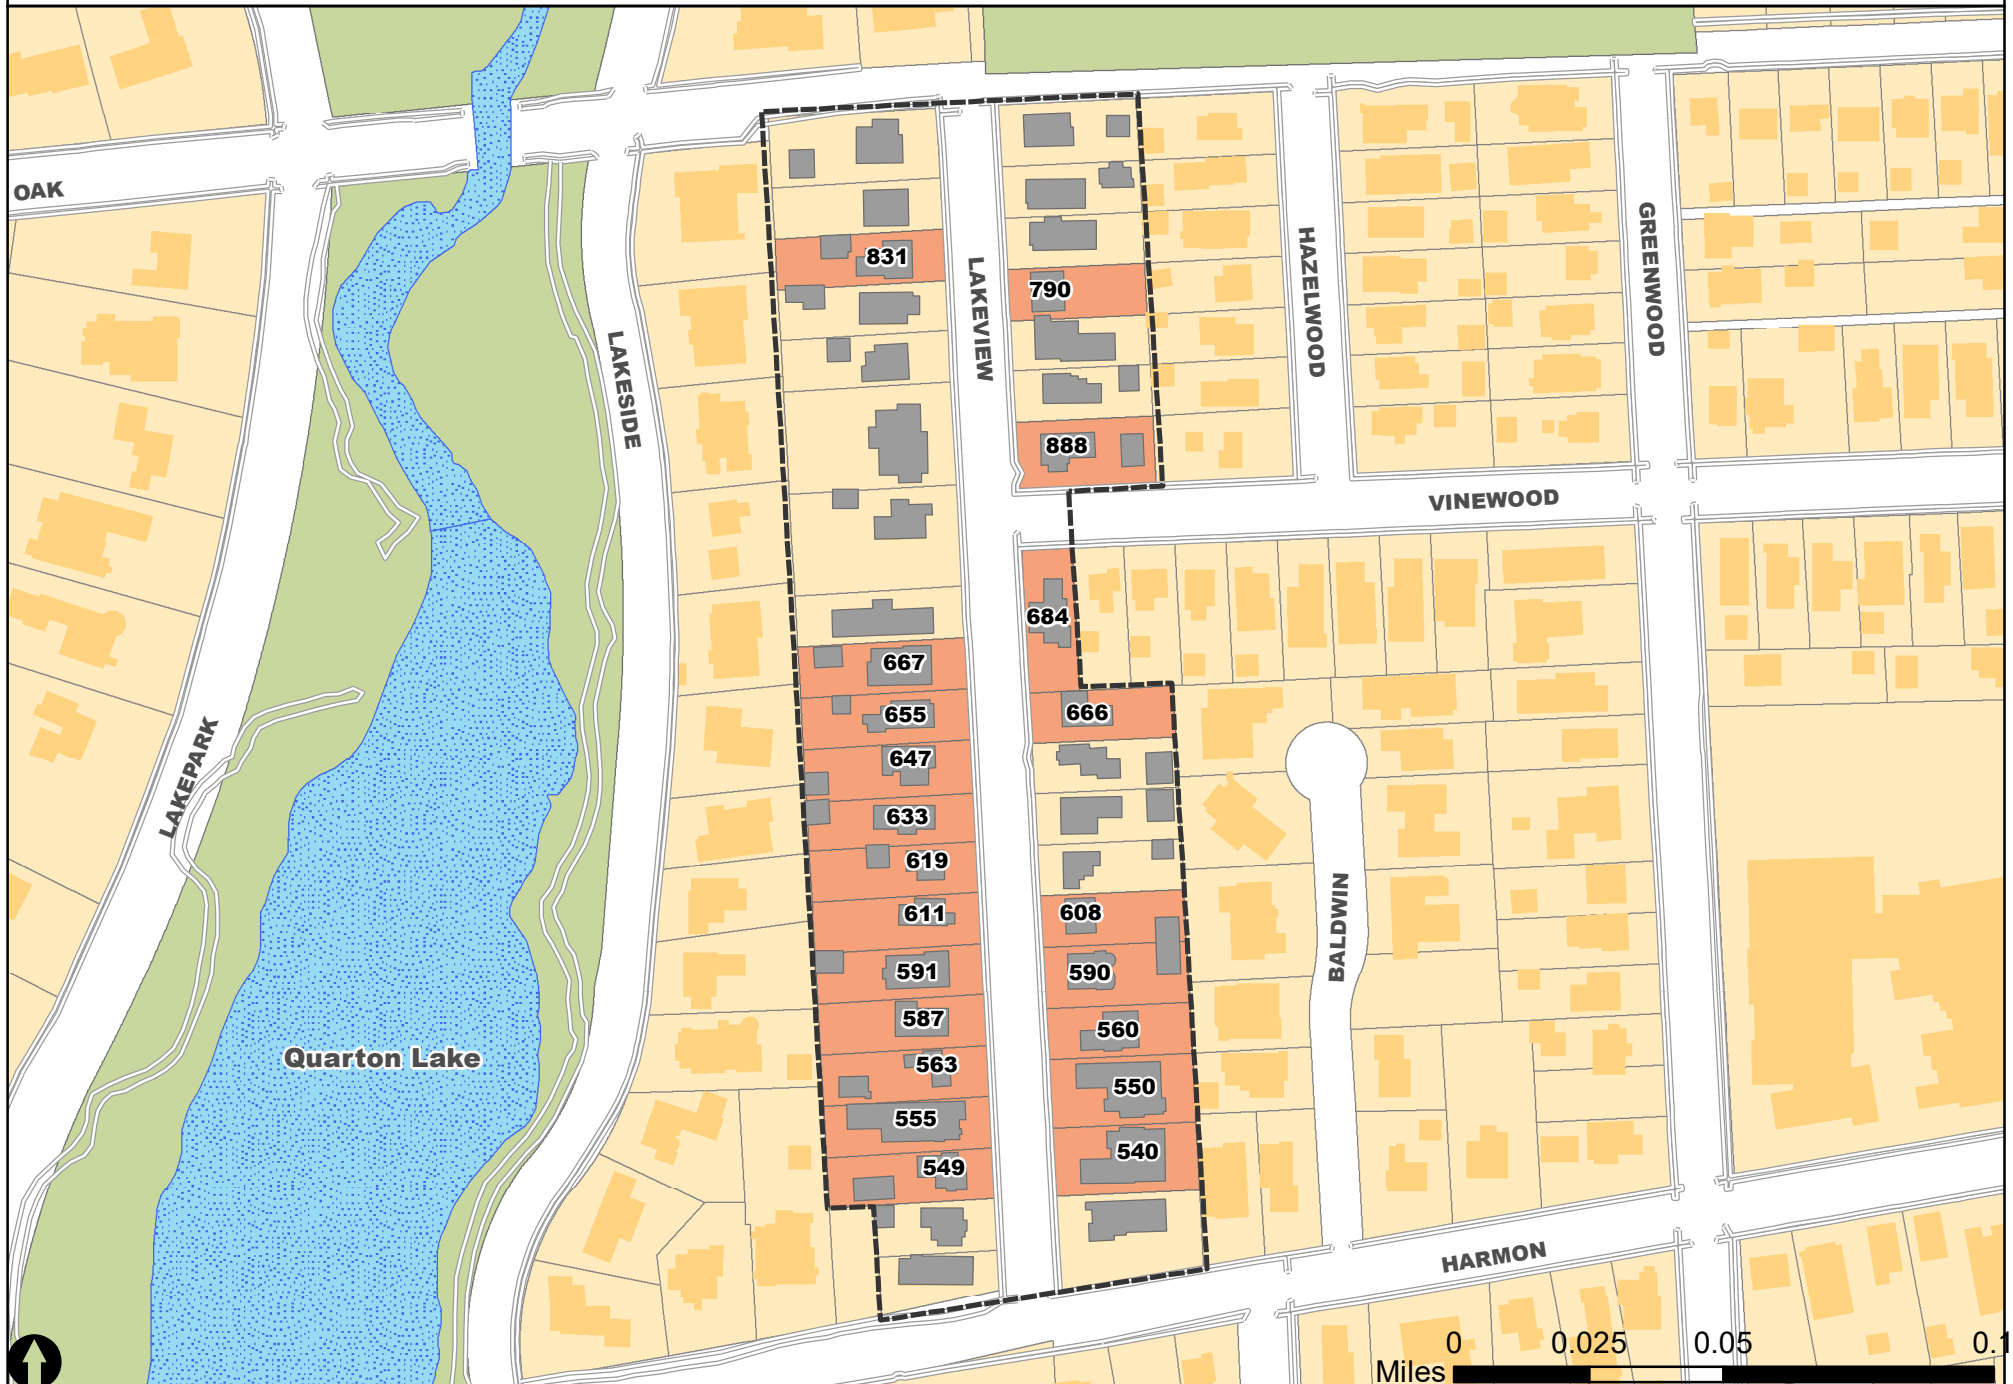 OAK
831
LAKEVIEW
790
HAZELWOOD
GREENWOOD
LAKESIDE
888
VINEWOOD
684
667
666
655
647
633
619
611
608
591
590
587
560
563
550
555
540
549
LAKEPARK
BALDWIN
Quarton Lake
HARMON
0 0.025 0.05 0.1
Miles